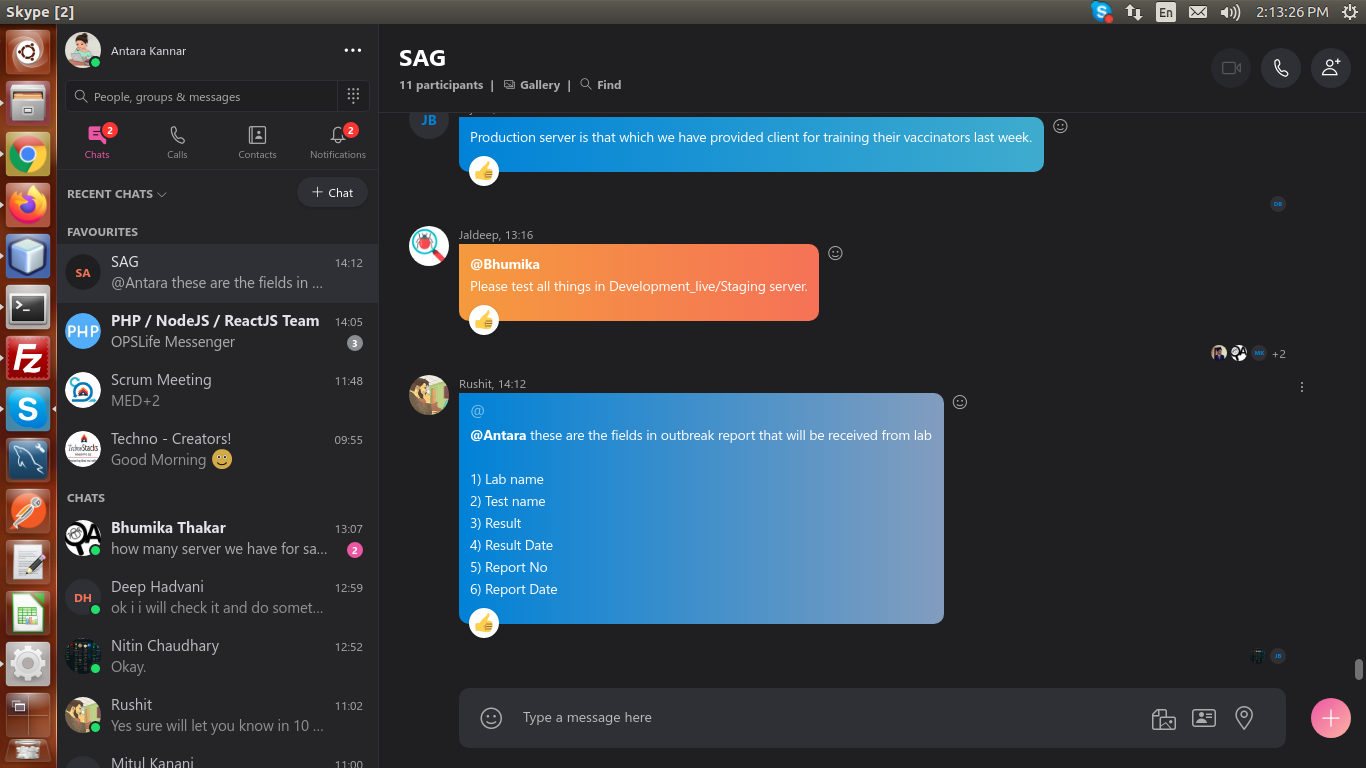 Skype [2]
En
2:13:26 PM
Antara Kannar
People, groups & messages
2
2
Chats
Calls
Contacts
Notifications
RECENT CHATS
Chat
FAVOURITES
SA
SAG
14:12
@Antara these are the fields in ...
PHP
PHP / NodeJS / ReactJS Team
14:05
OPSLife Messenger
3
Scrum Meeting
11:48
MED+2
Techno - Creators!
09:55
Good Morning
CHATS
Bhumika Thakar
13:07
how many server we have for sa...
2
DH
Deep Hadvani
12:59
ok i i will check it and do somet...
Nitin Chaudhary
12:52
Okay.
Rushit
11:02
Yes sure will let you know in 10 ...
Mitul Kanani
11:00
SAG
11 participants | Gallery | Find
JB
Production server is that which we have provided client for training their vaccinators last week.
DR
Jaldeep, 13:16
@Bhumika
Please test all things in Development_live/Staging server.
MK
+2
Rushit, 14:12
@
@Antara these are the fields in outbreak report that will be received from lab
1) Lab name
2) Test name
3) Result
4) Result Date
5) Report No
6) Report Date
JB
Type a message here